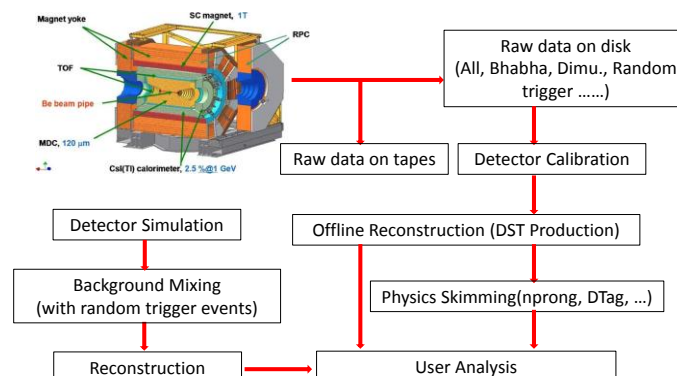 SC magnet, 1T
Magnet yoke
RPC
TOF
Be beam pipe
MDC, 120 μm
CsI(Tl) calorimeter, 2.5 %@1 GeV
Raw data on disk
(All, Bhabha, Dimu., Random
trigger ……)
Raw data on tapes
Detector Calibration
Detector Simulation
Offline Reconstruction (DST Production)
Background Mixing
(with random trigger events)
Physics Skimming(nprong, DTag, …)
Reconstruction
User Analysis